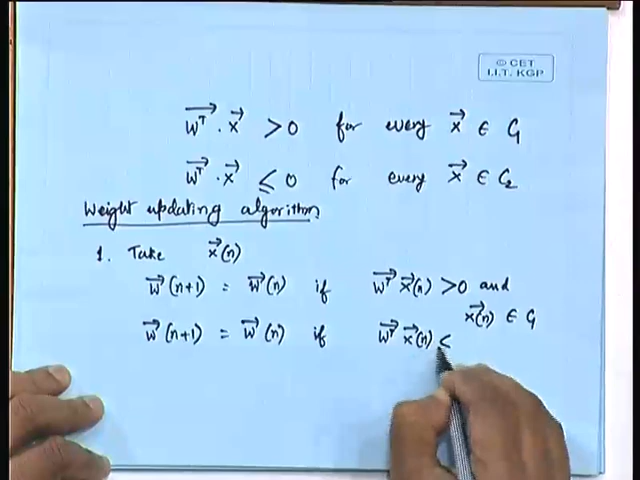 © CET
I.I.T. KGP
w^T · x > 0 for every x ∈ C₁
w^T · x ≤ 0 for every x ∈ C₂
Weight updating algorithm
1. Take x(n)
w(n+1) = w(n) if w^T x(n) > 0 and
x(n) ∈ C₁
w(n+1) = w(n) if w^T x(n) <